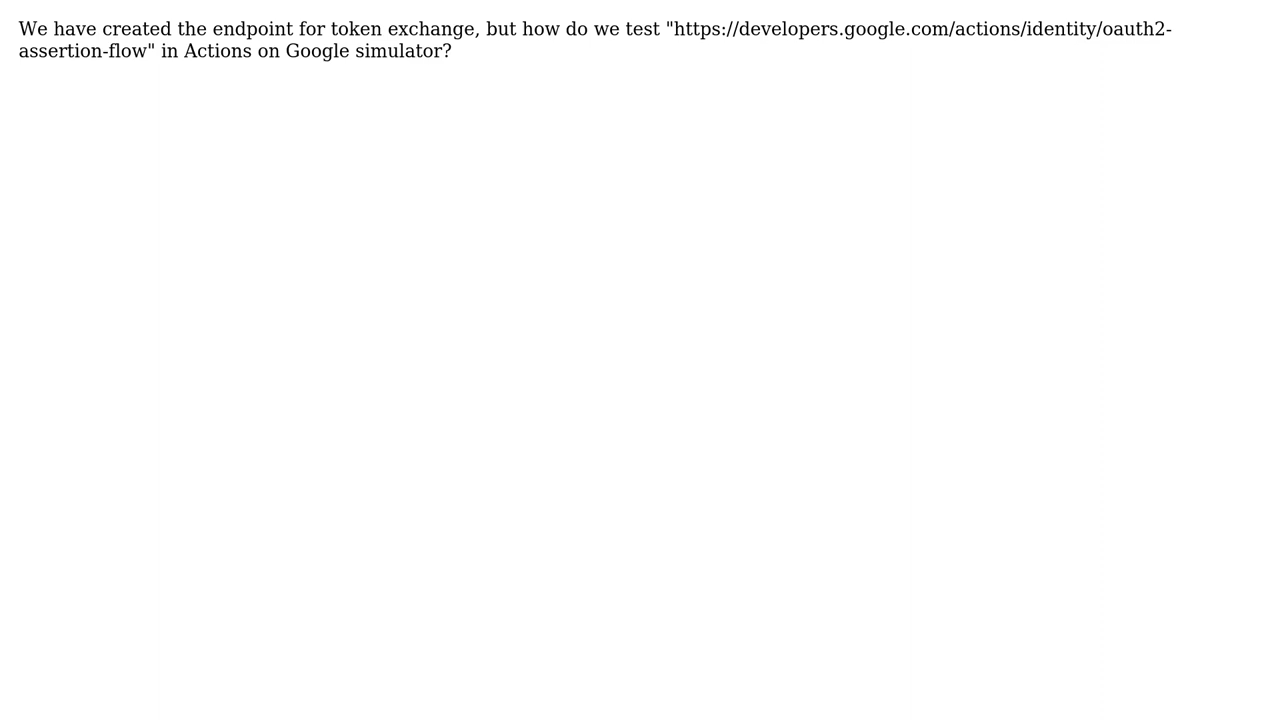 We have created the endpoint for token exchange, but how do we test "https://developers.google.com/actions/identity/oauth2-
assertion-flow" in Actions on Google simulator?